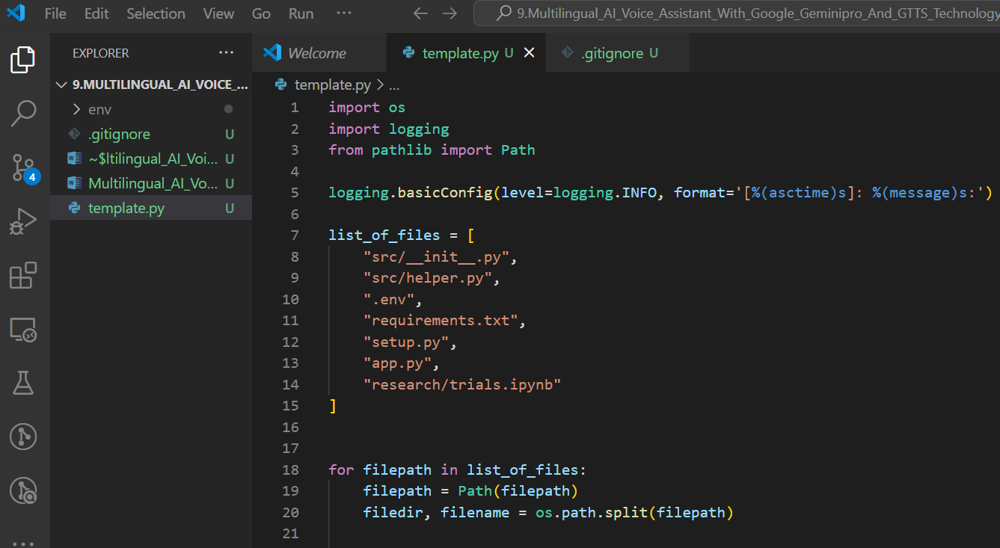 File Edit Selection View Go Run ··· ← → 9.Multilingual_AI_Voice_Assistant_With_Google_Geminipro_And_GTTS_Technology
EXPLORER ···
9.MULTILINGUAL_AI_VOICE_...
env
.gitignore U
~$ltilingual_AI_Voi... U
Multilingual_AI_Vo... U
template.py U
4
Welcome template.py U × .gitignore U
template.py > ...
1 import os
2 import logging
3 from pathlib import Path
4
5 logging.basicConfig(level=logging.INFO, format='[%(asctime)s]: %(message)s:')
6
7 list_of_files = [
8     "src/__init__.py",
9     "src/helper.py",
10     ".env",
11     "requirements.txt",
12     "setup.py",
13     "app.py",
14     "research/trials.ipynb"
15 ]
16
17
18 for filepath in list_of_files:
19     filepath = Path(filepath)
20     filedir, filename = os.path.split(filepath)
21